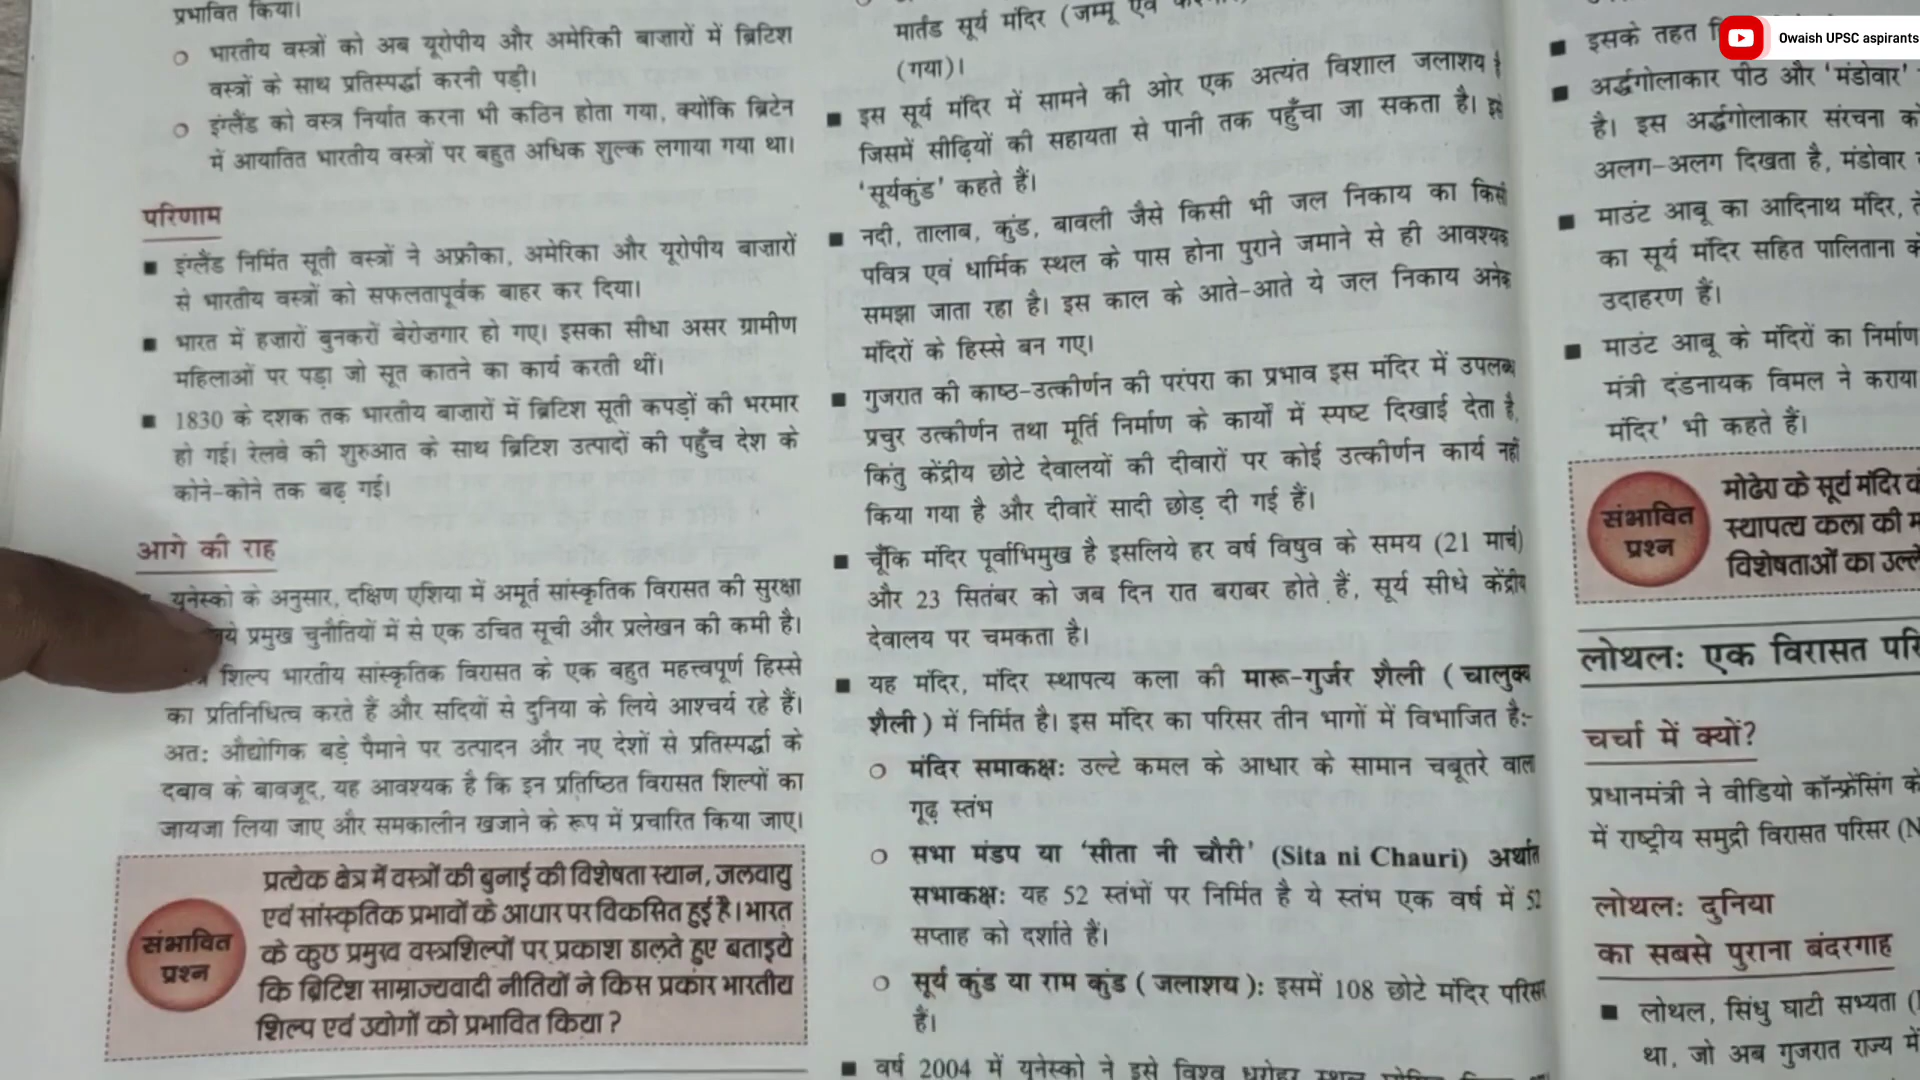 प्रभावित किया।
○ भारतीय वस्त्रों को अब यूरोपीय और अमेरिकी बाज़ारों में ब्रिटिश
वस्त्रों के साथ प्रतिस्पर्द्धा करनी पड़ी।
○ इंग्लैंड को वस्त्र निर्यात करना भी कठिन होता गया, क्योंकि ब्रिटेन
में आयातित भारतीय वस्त्रों पर बहुत अधिक शुल्क लगाया गया था।
परिणाम
■ इंग्लैंड निर्मित सूती वस्त्रों ने अफ्रीका, अमेरिका और यूरोपीय बाज़ारों
से भारतीय वस्त्रों को सफलतापूर्वक बाहर कर दिया।
■ भारत में हज़ारों बुनकरों बेरोज़गार हो गए। इसका सीधा असर ग्रामीण
महिलाओं पर पड़ा जो सूत कातने का कार्य करती थीं।
■ 1830 के दशक तक भारतीय बाज़ारों में ब्रिटिश सूती कपड़ों की भरमार
हो गई। रेलवे की शुरुआत के साथ ब्रिटिश उत्पादों की पहुँच देश के
कोने-कोने तक बढ़ गई।
आगे की राह
यूनेस्को के अनुसार, दक्षिण एशिया में अमूर्त सांस्कृतिक विरासत की सुरक्षा
प्रमुख चुनौतियों में से एक उचित सूची और प्रलेखन की कमी है।
शिल्प भारतीय सांस्कृतिक विरासत के एक बहुत महत्त्वपूर्ण हिस्से
का प्रतिनिधित्व करते हैं और सदियों से दुनिया के लिये आश्चर्य रहे हैं।
अतः औद्योगिक बड़े पैमाने पर उत्पादन और नए देशों से प्रतिस्पर्द्धा के
दबाव के बावजूद, यह आवश्यक है कि इन प्रतिष्ठित विरासत शिल्पों का
जायजा लिया जाए और समकालीन खजाने के रूप में प्रचारित किया जाए।
संभावित
प्रश्न
प्रत्येक क्षेत्र में वस्त्रों की बुनाई की विशेषता स्थान, जलवायु
एवं सांस्कृतिक प्रभावों के आधार पर विकसित हुई है। भारत
के कुछ प्रमुख वस्त्रशिल्पों पर प्रकाश डालते हुए बताइये
कि ब्रिटिश साम्राज्यवादी नीतियों ने किस प्रकार भारतीय
शिल्प एवं उद्योगों को प्रभावित किया?
मार्तंड सूर्य मंदिर (जम्मू एवं
(गया)।
■ इस सूर्य मंदिर में सामने की ओर एक अत्यंत विशाल जलाशय
जिसमें सीढ़ियों की सहायता से पानी तक पहुँचा जा सकता है।
'सूर्यकुंड' कहते हैं।
■ नदी, तालाब, कुंड, बावली जैसे किसी भी जल निकाय का
पवित्र एवं धार्मिक स्थल के पास होना पुराने जमाने से ही आवश्यक
समझा जाता रहा है। इस काल के आते-आते ये जल निकाय
मंदिरों के हिस्से बन गए।
■ गुजरात की काष्ठ-उत्कीर्णन की परंपरा का प्रभाव इस मंदिर में उपलब्ध
प्रचुर उत्कीर्णन तथा मूर्ति निर्माण के कार्यों में स्पष्ट दिखाई देता है,
किंतु केंद्रीय छोटे देवालयों की दीवारों पर कोई उत्कीर्णन कार्य नहीं
किया गया है और दीवारें सादी छोड़ दी गई हैं।
■ चूँकि मंदिर पूर्वाभिमुख है इसलिये हर वर्ष विषुव के समय (21 मार्च)
और 23 सितंबर को जब दिन रात बराबर होते हैं, सूर्य सीधे केंद्रीय
देवालय पर चमकता है।
■ यह मंदिर, मंदिर स्थापत्य कला की मारू-गुर्जर शैली (चालुक्य
शैली) में निर्मित है। इस मंदिर का परिसर तीन भागों में विभाजित है:-
○ मंदिर समाकक्षः उल्टे कमल के आधार के सामान चबूतरे वाल
गूढ़ स्तंभ
○ सभा मंडप या 'सीता नी चौरी' (Sita ni Chauri) अर्थात
सभाकक्षः यह 52 स्तंभों पर निर्मित है ये स्तंभ एक वर्ष में 52
सप्ताह को दर्शाते हैं।
○ सूर्य कुंड या राम कुंड (जलाशय): इसमें 108 छोटे मंदिर परिसर
हैं।
■ वर्ष 2004 में यूनेस्को ने इसे विश्व धरोहर स्थल
■ इसके तहत
■ अर्द्धगोलाकार पीठ और 'मंडोवार'
है। इस अर्द्धगोलाकार संरचना को
अलग-अलग दिखता है, मंडोवार
■ माउंट आबू का आदिनाथ मंदिर,
का सूर्य मंदिर सहित पालिताना के
उदाहरण हैं।
■ माउंट आबू के मंदिरों का निर्माण
मंत्री दंडनायक विमल ने कराया
मंदिर' भी कहते हैं।
संभावित
प्रश्न
मोढेरा के सूर्य मंदिर
स्थापत्य कला की
विशेषताओं का
लोथलः एक विरासत
चर्चा में क्यों?
प्रधानमंत्री ने वीडियो कॉन्फ्रेंसिंग के
में राष्ट्रीय समुद्री विरासत परिसर (N
लोथलः दुनिया
का सबसे पुराना बंदरगाह
■ लोथल, सिंधु घाटी सभ्यता (
था, जो अब गुजरात राज्य में
Owaish UPSC aspirants